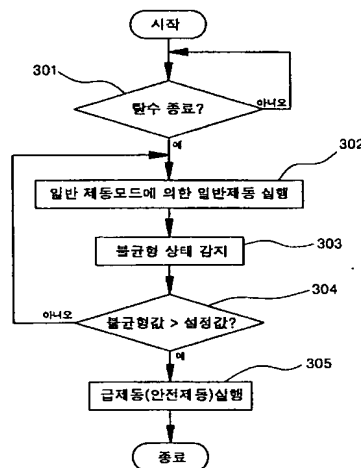 시작
301
탈수 종료?
아니오
예
302
일반 제동모드에 의한 일반제동 실행
303
불균형 상태 감지
304
불균형값 > 설정값?
아니오
예
305
급제동(안전제동)실행
종료